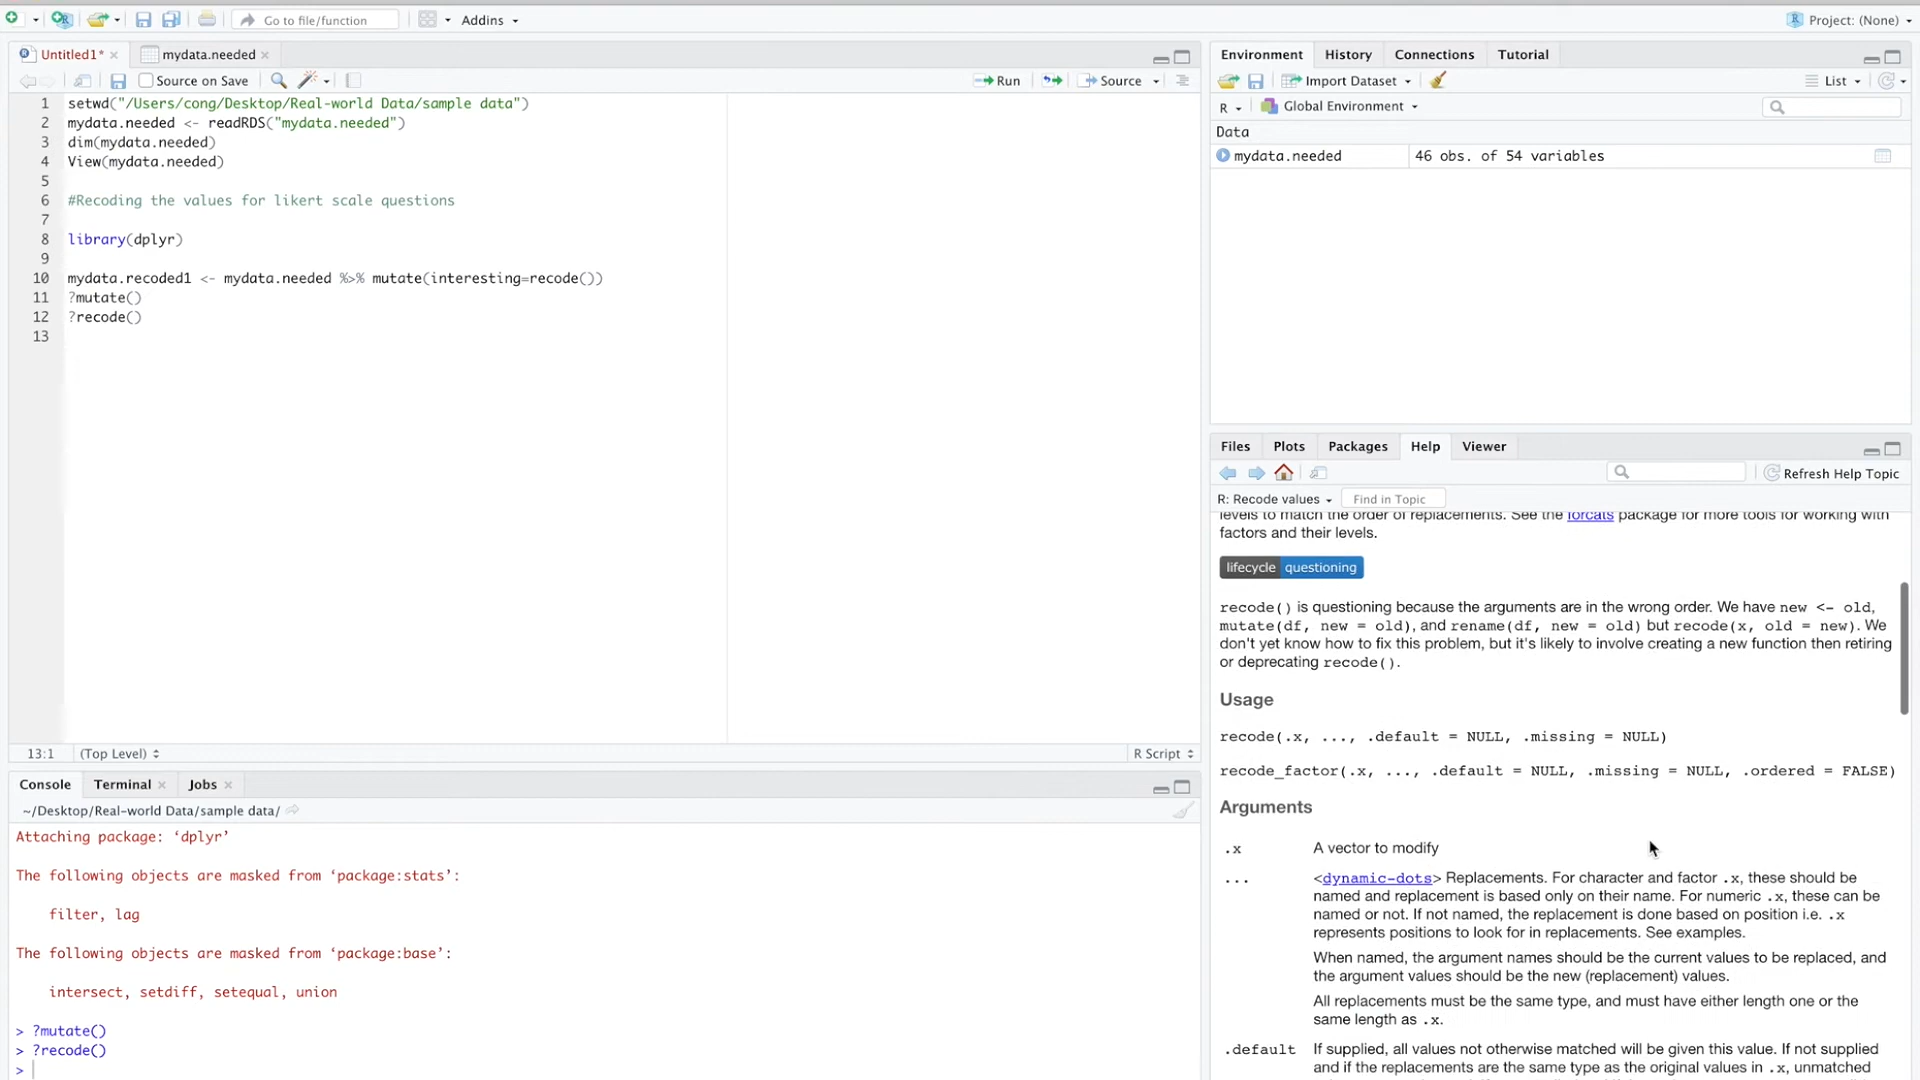 Go to file/function
Addins
Project: (None)
Untitled1*
mydata.needed
Source on Save
Run
Source
1 setwd("/Users/cong/Desktop/Real-world Data/sample data")
2 mydata.needed <- readRDS("mydata.needed")
3 dim(mydata.needed)
4 View(mydata.needed)
5
6 #Recoding the values for likert scale questions
7
8 library(dplyr)
9
10 mydata.recoded1 <- mydata.needed %>% mutate(interesting=recode())
11 ?mutate()
12 ?recode()
13
13:1 (Top Level)
R Script
Console
Terminal
Jobs
~/Desktop/Real-world Data/sample data/
Attaching package: ‘dplyr’
The following objects are masked from ‘package:stats’:
filter, lag
The following objects are masked from ‘package:base’:
intersect, setdiff, setequal, union
> ?mutate()
> ?recode()
>
Environment
History
Connections
Tutorial
Import Dataset
List
R
Global Environment
Data
mydata.needed 46 obs. of 54 variables
Files
Plots
Packages
Help
Viewer
Refresh Help Topic
R: Recode values
Find in Topic
levels to match the order of replacements. See the forcats package for more tools for working with
factors and their levels.
lifecycle questioning
recode() is questioning because the arguments are in the wrong order. We have new <- old,
mutate(df, new = old), and rename(df, new = old) but recode(x, old = new). We
don't yet know how to fix this problem, but it's likely to involve creating a new function then retiring
or deprecating recode().
Usage
recode(.x, ..., .default = NULL, .missing = NULL)
recode_factor(.x, ..., .default = NULL, .missing = NULL, .ordered = FALSE)
Arguments
.x A vector to modify
... <dynamic-dots> Replacements. For character and factor .x, these should be
named and replacement is based only on their name. For numeric .x, these can be
named or not. If not named, the replacement is done based on position i.e. .x
represents positions to look for in replacements. See examples.
When named, the argument names should be the current values to be replaced, and
the argument values should be the new (replacement) values.
All replacements must be the same type, and must have either length one or the
same length as .x.
.default If supplied, all values not otherwise matched will be given this value. If not supplied
and if the replacements are the same type as the original values in .x, unmatched